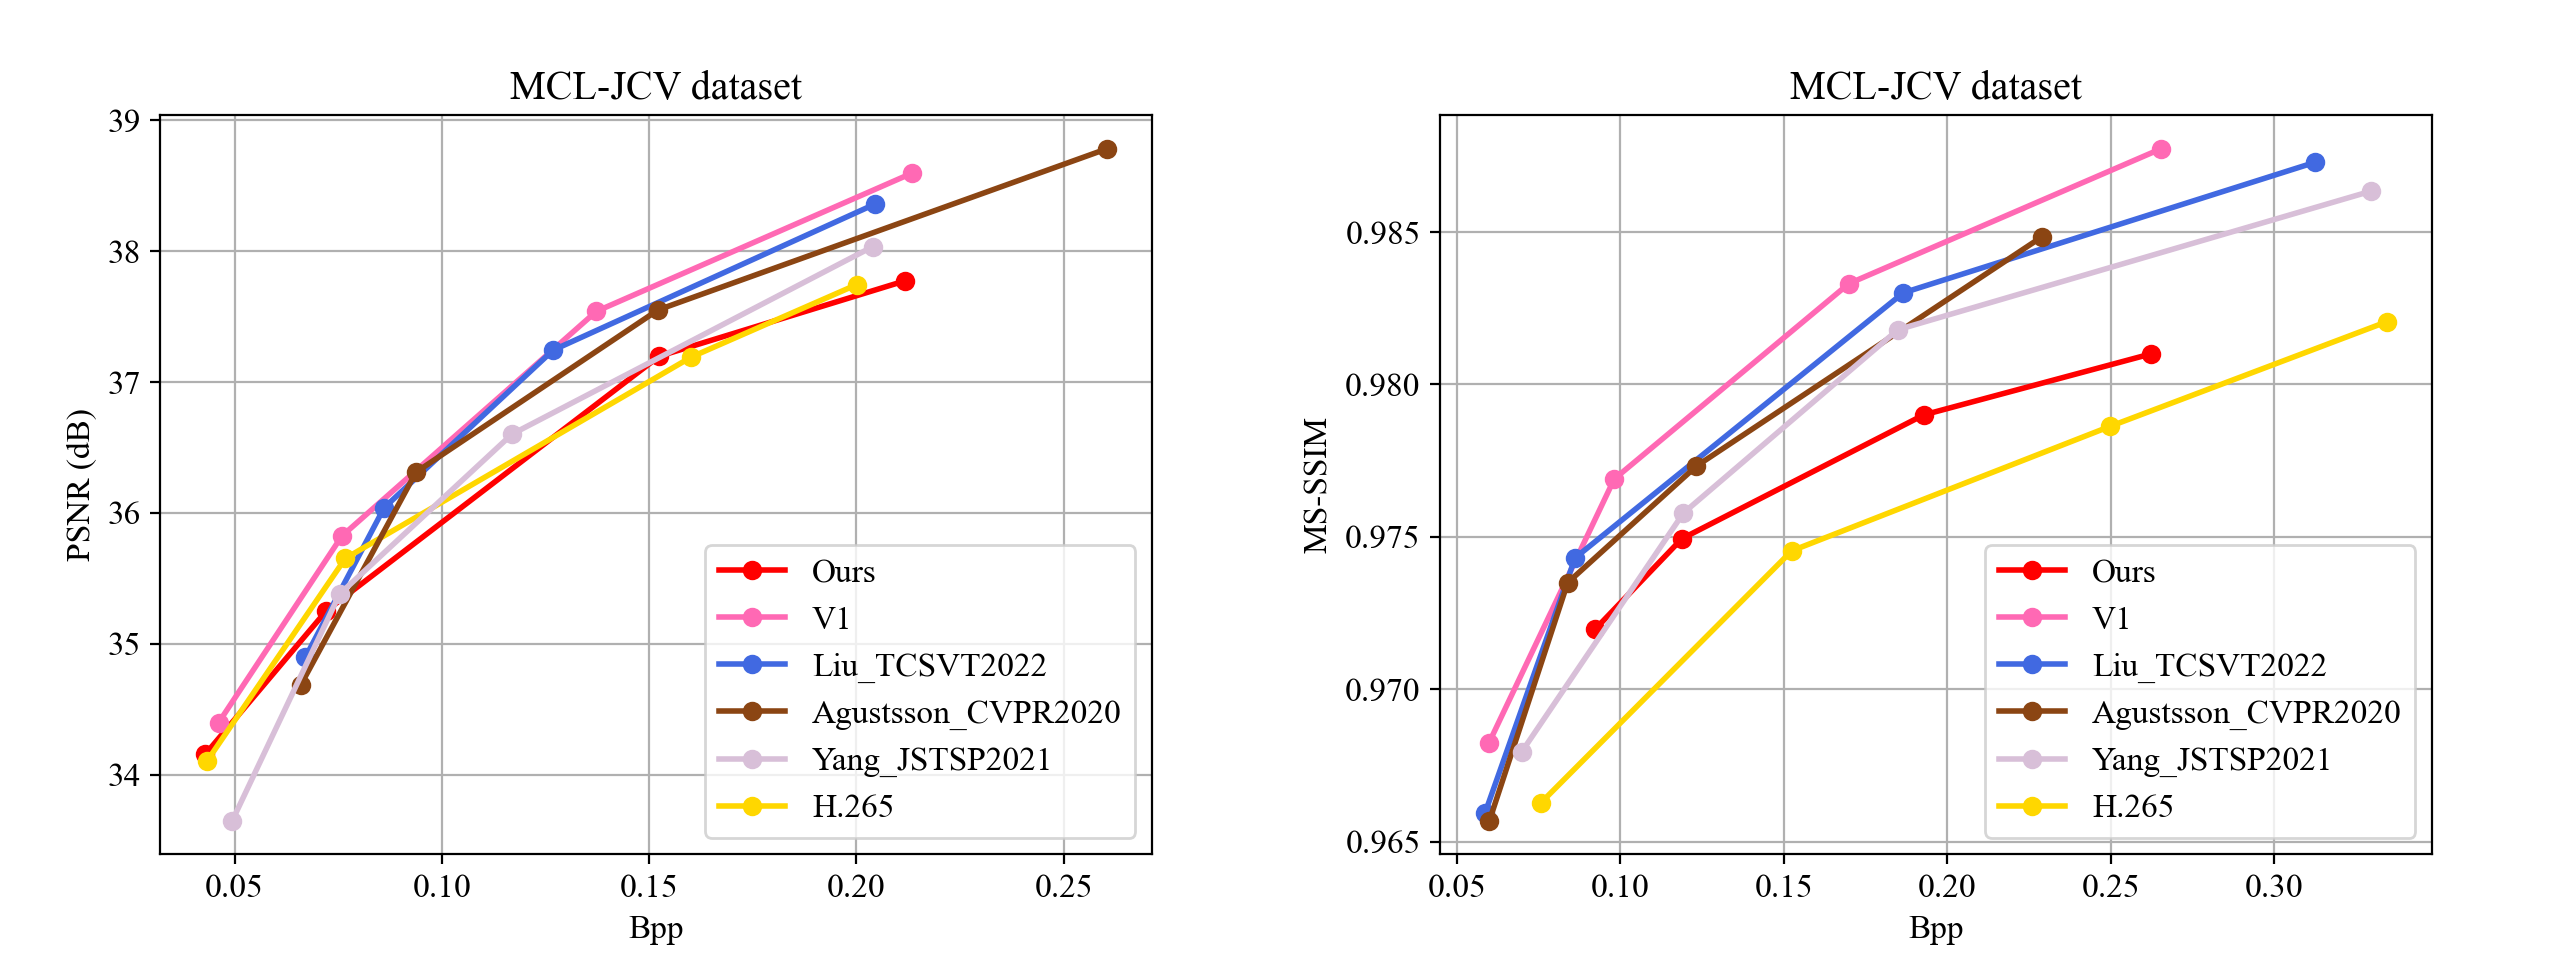 MCL-JCV dataset
39
38
37
36
35
34
PSNR (dB)
0.05 0.10 0.15 0.20 0.25
Bpp
Ours
V1
Liu_TCSVT2022
Agustsson_CVPR2020
Yang_JSTSP2021
H.265
MCL-JCV dataset
0.985
0.980
0.975
0.970
0.965
MS-SSIM
0.05 0.10 0.15 0.20 0.25 0.30
Bpp
Ours
V1
Liu_TCSVT2022
Agustsson_CVPR2020
Yang_JSTSP2021
H.265